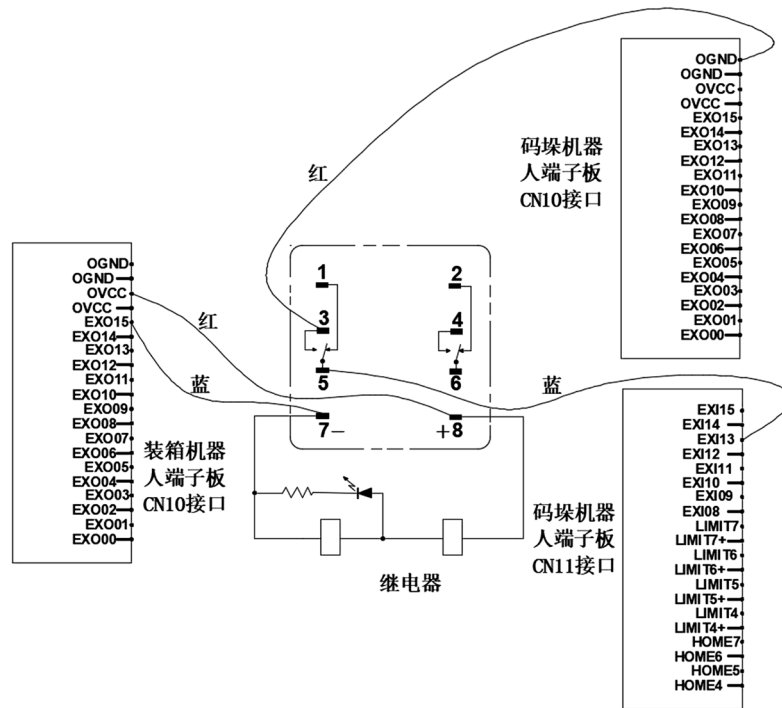 OGND
OGND
OVCC
OVCC
EXO15
EXO14
EXO13
EXO12
EXO11
EXO10
EXO09
EXO08
EXO07
EXO06
EXO05
EXO04
EXO03
EXO02
EXO01
EXO00
码垛机器
人端子板
CN10接口
红
1
2
3
4
5
6
7
−
+
8
OGND
OGND
OVCC
OVCC
EXO15
EXO14
EXO13
EXO12
EXO11
EXO10
EXO09
EXO08
EXO07
EXO06
EXO05
EXO04
EXO03
EXO02
EXO01
EXO00
红
蓝
装箱机器
人端子板
CN10接口
蓝
EXI15
EXI14
EXI13
EXI12
EXI11
EXI10
EXI09
EXI08
LIMIT7
LIMIT7+
LIMIT6
LIMIT6+
LIMIT5
LIMIT5+
LIMIT4
LIMIT4+
HOME7
HOME6
HOME5
HOME4
码垛机器
人端子板
CN11接口
继电器